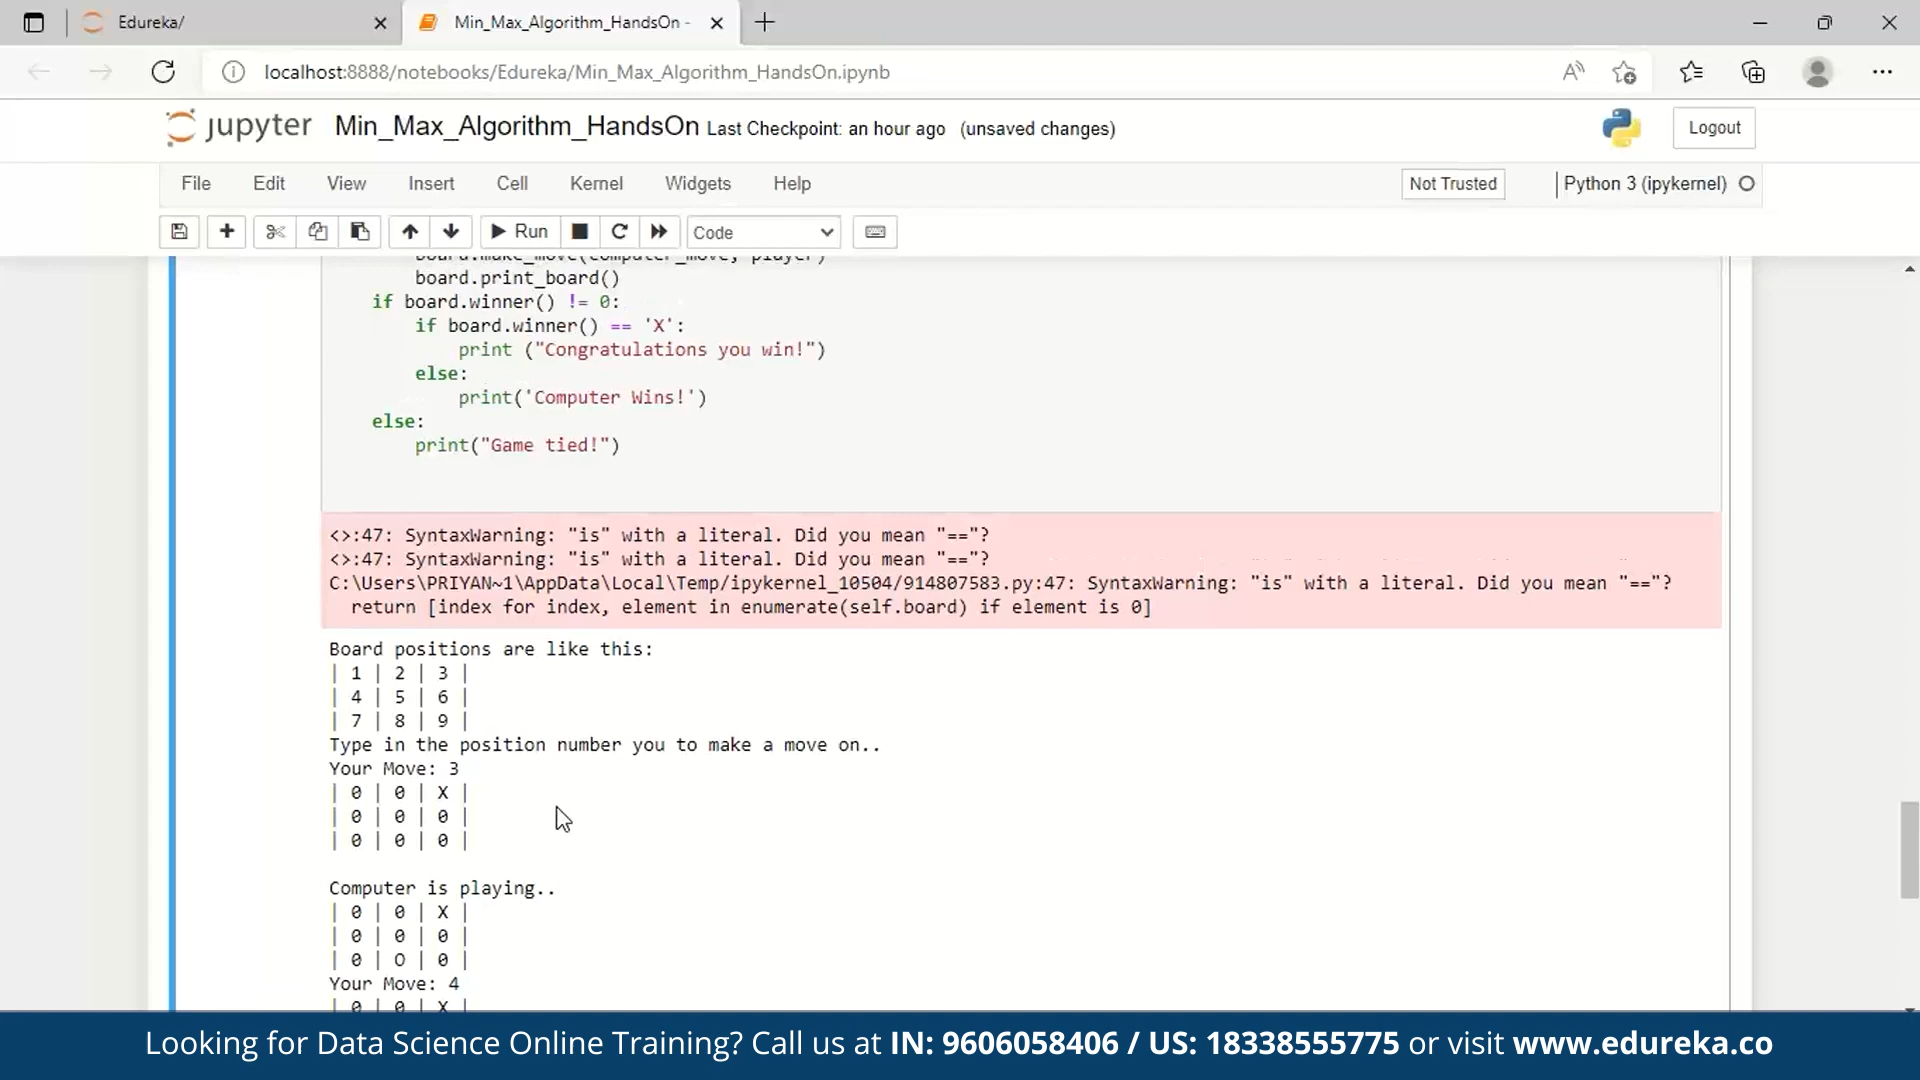 Edureka/
Min_Max_Algorithm_HandsOn -
localhost:8888/notebooks/Edureka/Min_Max_Algorithm_HandsOn.ipynb
jupyter Min_Max_Algorithm_HandsOn Last Checkpoint: an hour ago (unsaved changes)
Logout
File Edit View Insert Cell Kernel Widgets Help
Not Trusted
Python 3 (ipykernel)
Run
Code
board.make_move(computer_move, player)
board.print_board()
if board.winner() != 0:
if board.winner() == 'X':
print ("Congratulations you win!")
else:
print('Computer Wins!')
else:
print("Game tied!")
<>:47: SyntaxWarning: "is" with a literal. Did you mean "=="?
<>:47: SyntaxWarning: "is" with a literal. Did you mean "=="?
C:\Users\PRIYAN~1\AppData\Local\Temp/ipykernel_10504/914807583.py:47: SyntaxWarning: "is" with a literal. Did you mean "=="?
return [index for index, element in enumerate(self.board) if element is 0]
Board positions are like this:
| 1 | 2 | 3 |
| 4 | 5 | 6 |
| 7 | 8 | 9 |
Type in the position number you to make a move on..
Your Move: 3
| 0 | 0 | X |
| 0 | 0 | 0 |
| 0 | 0 | 0 |
Computer is playing..
| 0 | 0 | X |
| 0 | 0 | 0 |
| 0 | O | 0 |
Your Move: 4
| 0 | 0 | X |
Looking for Data Science Online Training? Call us at IN: 9606058406 / US: 18338555775 or visit www.edureka.co